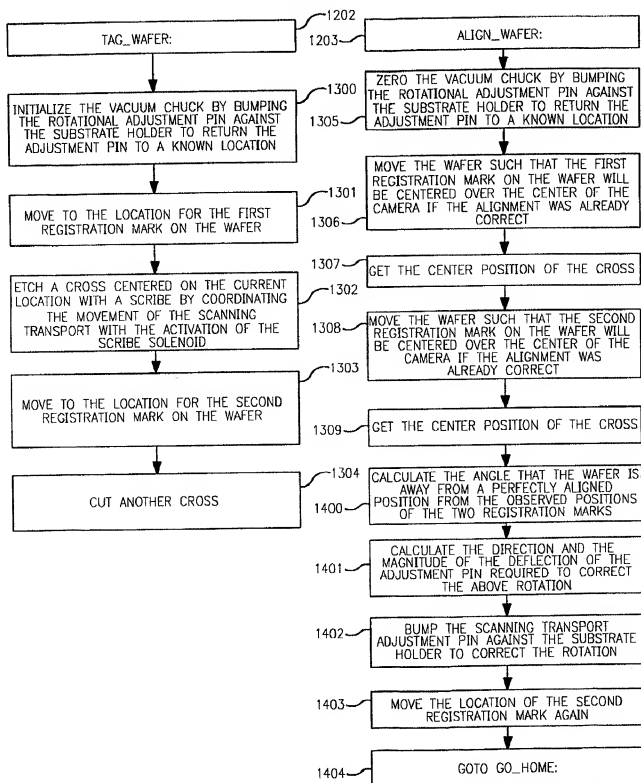 1202
TAG_WAFER:
1300
INITIALIZE THE VACUUM CHUCK BY BUMPING
THE ROTATIONAL ADJUSTMENT PIN AGAINST
THE SUBSTRATE HOLDER TO RETURN THE
ADJUSTMENT PIN TO A KNOWN LOCATION
1301
MOVE TO THE LOCATION FOR THE FIRST
REGISTRATION MARK ON THE WAFER
ETCH A CROSS CENTERED ON THE CURRENT
LOCATION WITH A SCRIBE BY COORDINATING
THE MOVEMENT OF THE SCANNING
TRANSPORT WITH THE ACTIVATION OF THE
SCRIBE SOLENOID
1302
1303
MOVE TO THE LOCATION FOR THE SECOND
REGISTRATION MARK ON THE WAFER
1304
CUT ANOTHER CROSS
1203
ALIGN_WAFER:
ZERO THE VACUUM CHUCK BY BUMPING
THE ROTATIONAL ADJUSTMENT PIN AGAINST
THE SUBSTRATE HOLDER TO RETURN THE
ADJUSTMENT PIN TO A KNOWN LOCATION
1305
MOVE THE WAFER SUCH THAT THE FIRST
REGISTRATION MARK ON THE WAFER WILL
BE CENTERED OVER THE CENTER OF THE
CAMERA IF THE ALIGNMENT WAS ALREADY
CORRECT
1306
1307
GET THE CENTER POSITION OF THE CROSS
1308
MOVE THE WAFER SUCH THAT THE SECOND
REGISTRATION MARK ON THE WAFER WILL
BE CENTERED OVER THE CENTER OF THE
CAMERA IF THE ALIGNMENT WAS
ALREADY CORRECT
1309
GET THE CENTER POSITION OF THE CROSS
CALCULATE THE ANGLE THAT THE WAFER IS
AWAY FROM A PERFECTLY ALIGNED
POSITION FROM THE OBSERVED POSITIONS
OF THE TWO REGISTRATION MARKS
1400
CALCULATE THE DIRECTION AND THE
MAGNITUDE OF THE DEFLECTION OF THE
ADJUSTMENT PIN REQUIRED TO CORRECT
THE ABOVE ROTATION
1401
1402
BUMP THE SCANNING TRANSPORT
ADJUSTMENT PIN AGAINST THE SUBSTRATE
HOLDER TO CORRECT THE ROTATION
1403
MOVE THE LOCATION OF THE SECOND
REGISTRATION MARK AGAIN
1404
GOTO GO_HOME: